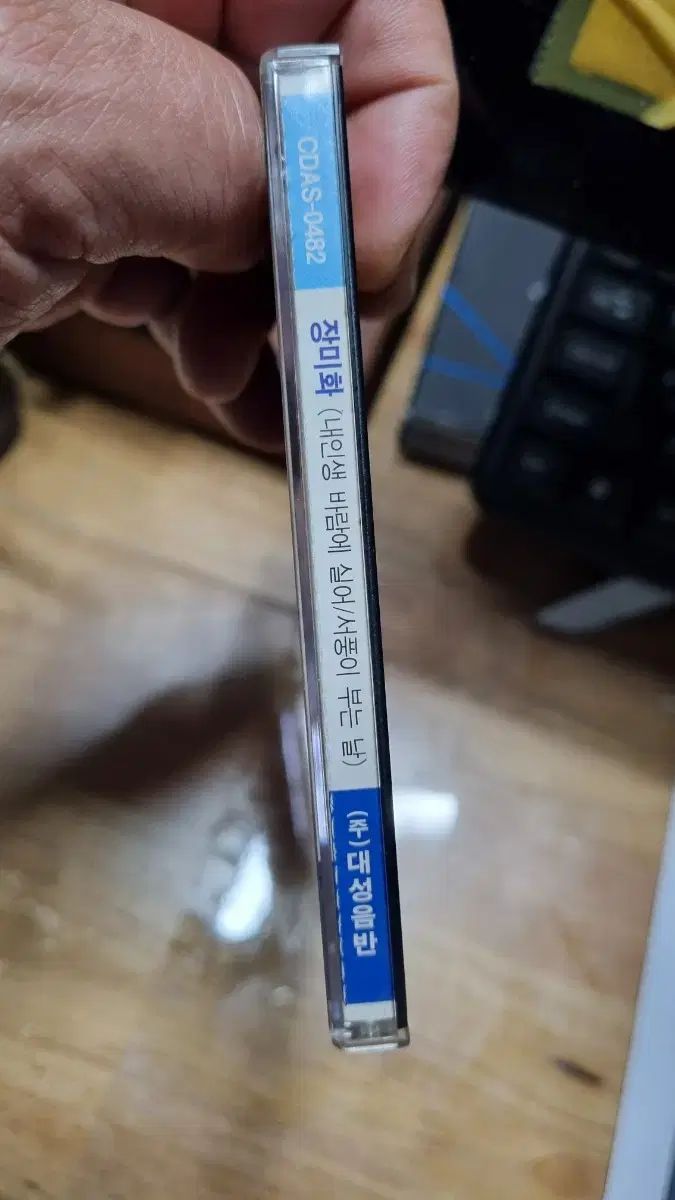 CDAS-0482 장미화 (내인생 바람에 실어/서풍이 부는 날) (주)대성음반